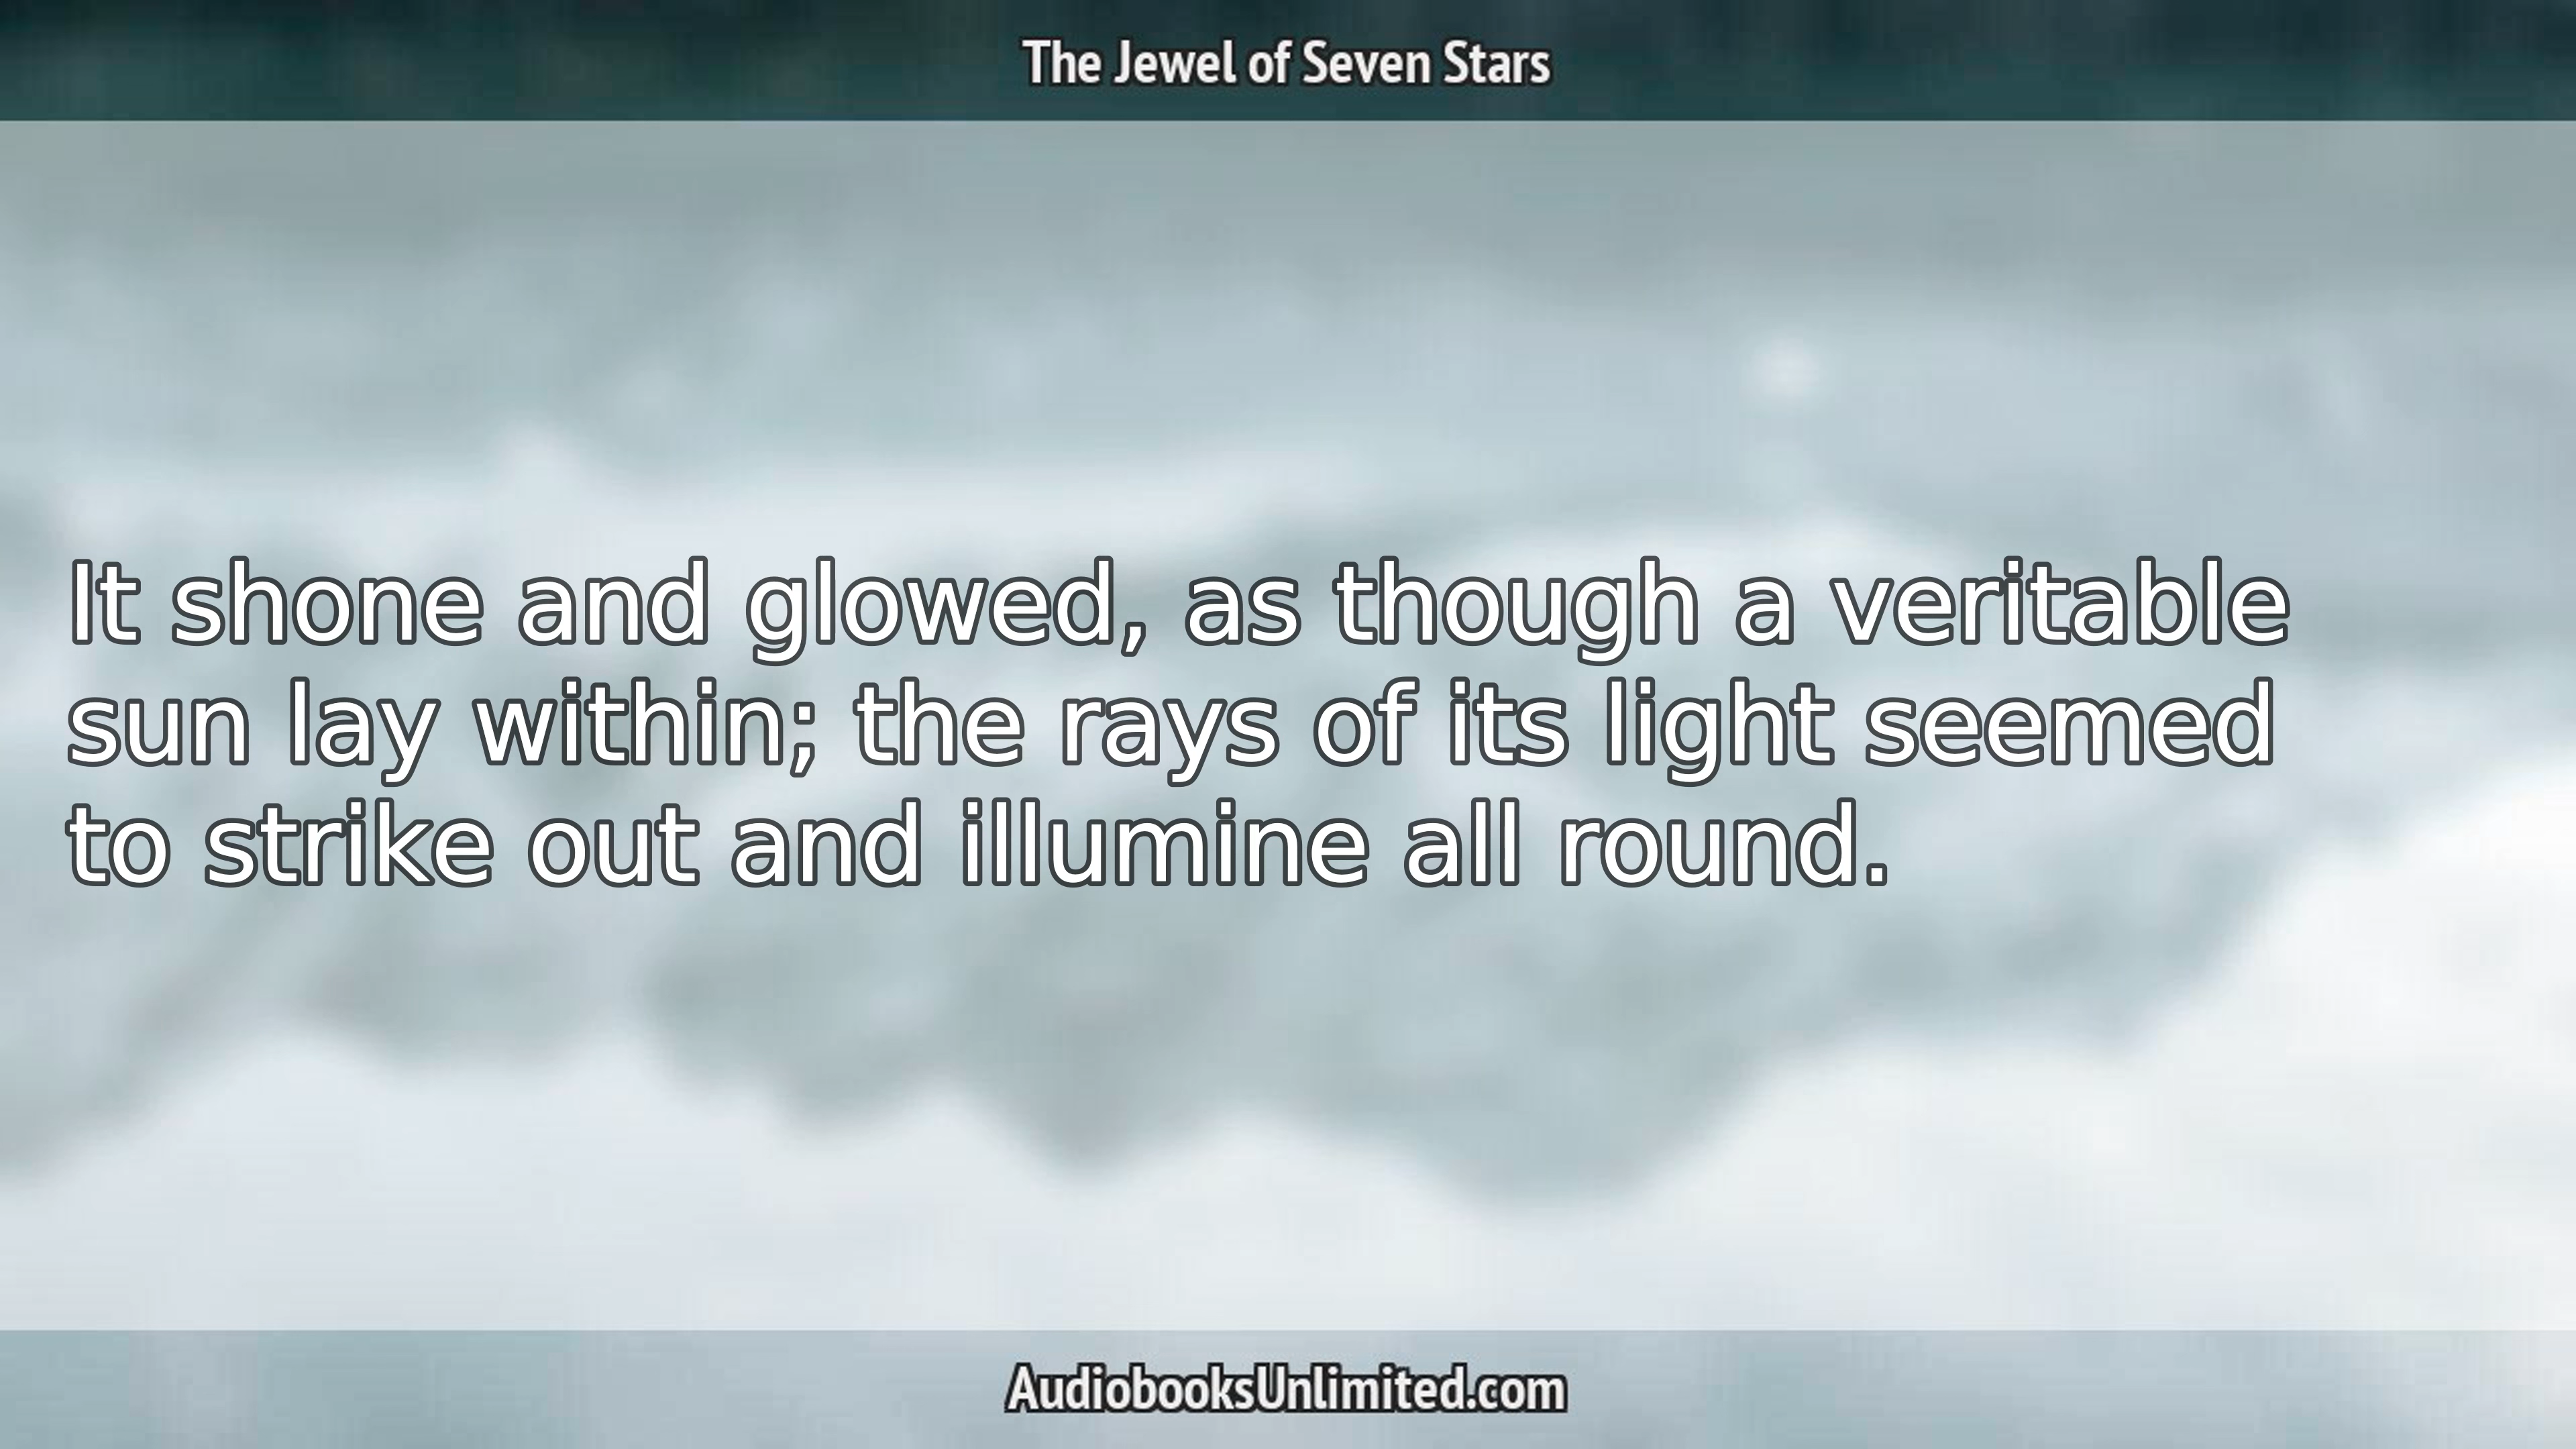 The Jewel of Seven Stars
It shone and glowed, as though a veritable
sun lay within; the rays of its light seemed
to strike out and illumine all round.
AudiobooksUnlimited.com